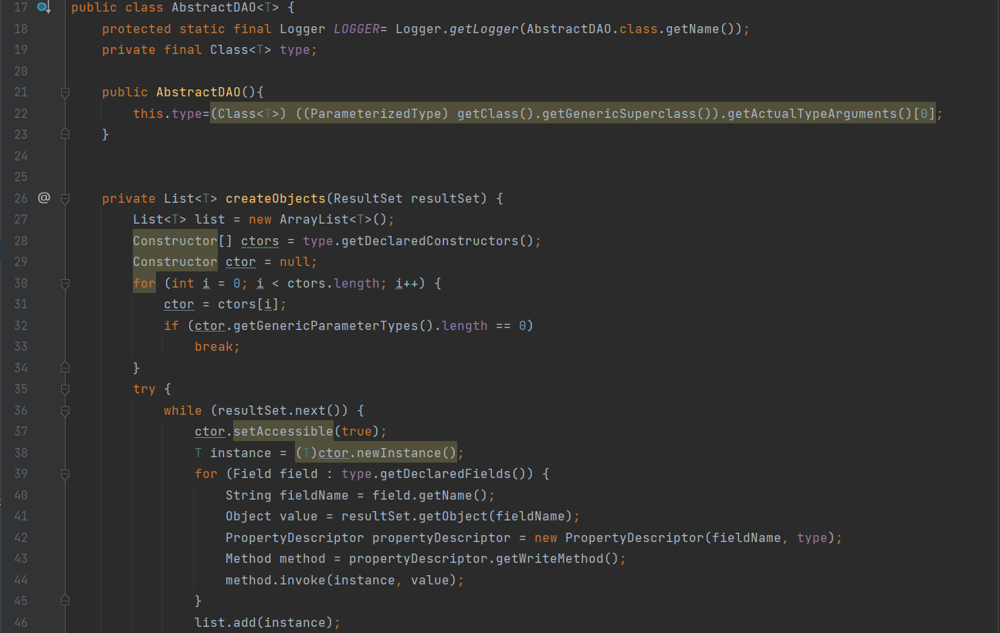 17 public class AbstractDAO<T> {
18     protected static final Logger LOGGER= Logger.getLogger(AbstractDAO.class.getName());
19     private final Class<T> type;
20
21     public AbstractDAO(){
22         this.type=(Class<T>) ((ParameterizedType) getClass().getGenericSuperclass()).getActualTypeArguments()[0];
23     }
24
25
26 @   private List<T> createObjects(ResultSet resultSet) {
27         List<T> list = new ArrayList<T>();
28         Constructor[] ctors = type.getDeclaredConstructors();
29         Constructor ctor = null;
30         for (int i = 0; i < ctors.length; i++) {
31             ctor = ctors[i];
32             if (ctor.getGenericParameterTypes().length == 0)
33                 break;
34         }
35         try {
36             while (resultSet.next()) {
37                 ctor.setAccessible(true);
38                 T instance = (T)ctor.newInstance();
39                 for (Field field : type.getDeclaredFields()) {
40                     String fieldName = field.getName();
41                     Object value = resultSet.getObject(fieldName);
42                     PropertyDescriptor propertyDescriptor = new PropertyDescriptor(fieldName, type);
43                     Method method = propertyDescriptor.getWriteMethod();
44                     method.invoke(instance, value);
45                 }
46                 list.add(instance);